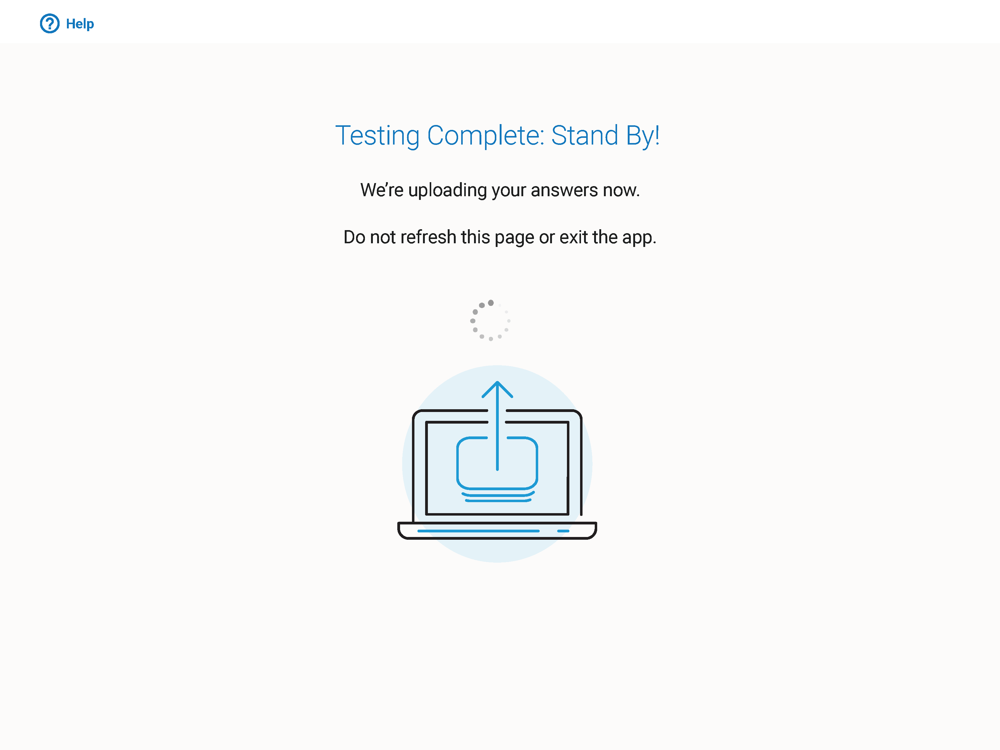 Help
Testing Complete: Stand By!
We’re uploading your answers now.
Do not refresh this page or exit the app.